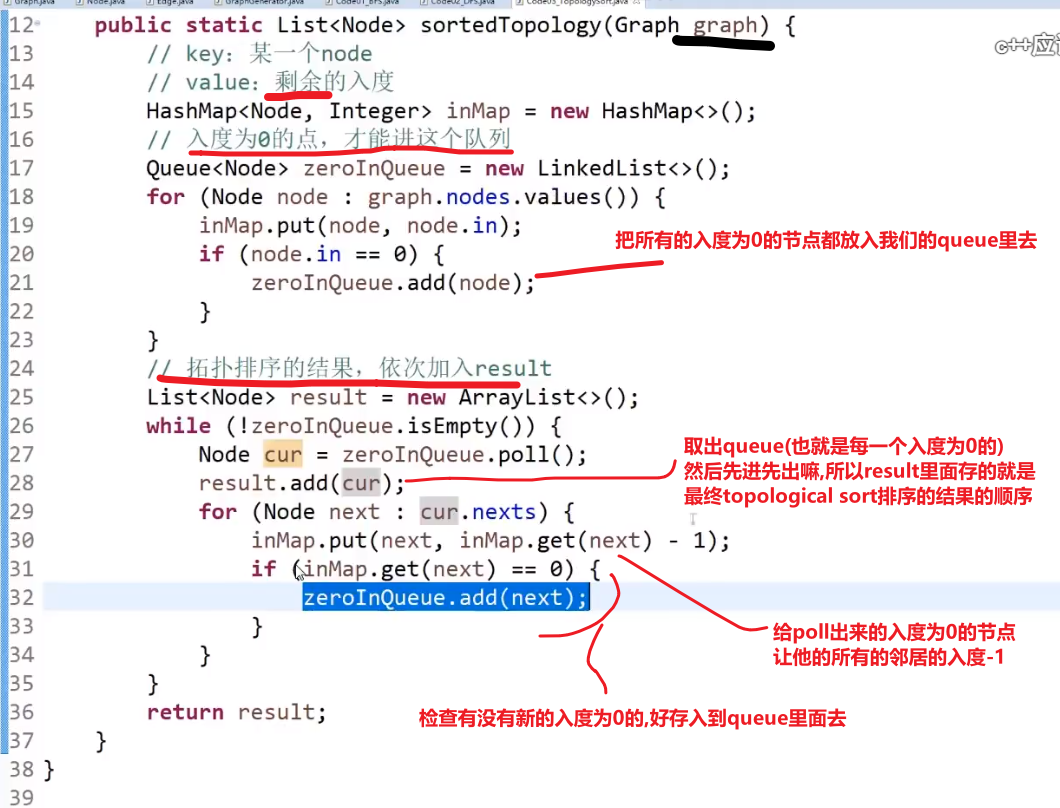 Graph.java Node.java Edge.java GraphGenerator.java Code01_BFS.java Code02_DFS.java Code03_TopologySort.java
12 public static List<Node> sortedTopology(Graph graph) {
c++应
13 // key：某一个node
14 // value：剩余的入度
15 HashMap<Node, Integer> inMap = new HashMap<>();
16 // 入度为0的点，才能进这个队列
17 Queue<Node> zeroInQueue = new LinkedList<>();
18 for (Node node : graph.nodes.values()) {
19 inMap.put(node, node.in);
20 if (node.in == 0) {
把所有的入度为0的节点都放入我们的queue里去
21 zeroInQueue.add(node);
22 }
23 }
24 // 拓扑排序的结果，依次加入result
25 List<Node> result = new ArrayList<>();
26 while (!zeroInQueue.isEmpty()) {
27 Node cur = zeroInQueue.poll();
28 result.add(cur);
取出queue(也就是每一个入度为0的)
然后先进先出嘛,所以result里面存的就是
最终topological sort排序的结果的顺序
29 for (Node next : cur.nexts) {
30 inMap.put(next, inMap.get(next) - 1);
31 if (inMap.get(next) == 0) {
32 zeroInQueue.add(next);
33 }
给poll出来的入度为0的节点
让他的所有的邻居的入度-1
34 }
35 }
36 return result;
检查有没有新的入度为0的,好存入到queue里面去
37 }
38 }
39